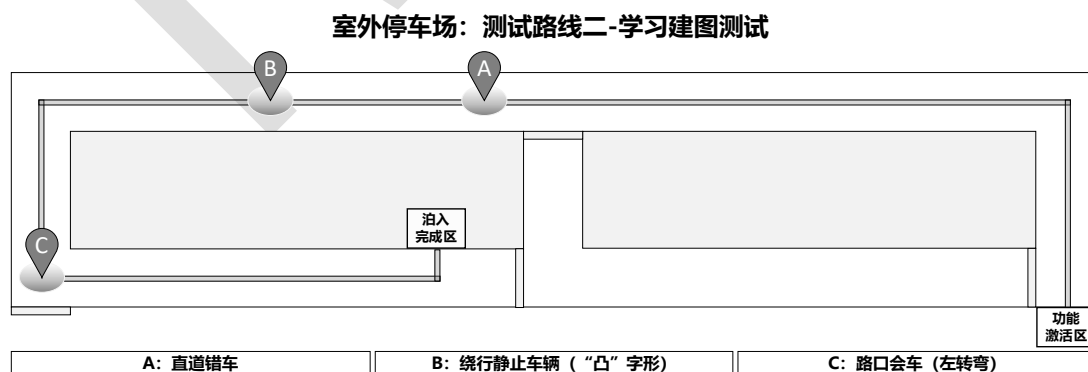 室外停车场：测试路线二-学习建图测试
B
A
泊入
完成区
C
功能
激活区
A：直道错车
B：绕行静止车辆（“凸”字形）
C：路口会车（左转弯）